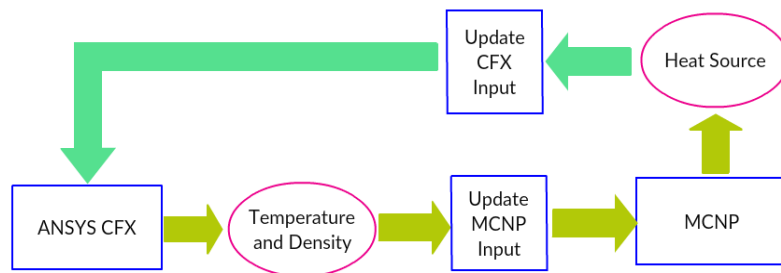 Update
CFX
Input
Heat Source
ANSYS CFX
Temperature
and Density
Update
MCNP
Input
MCNP